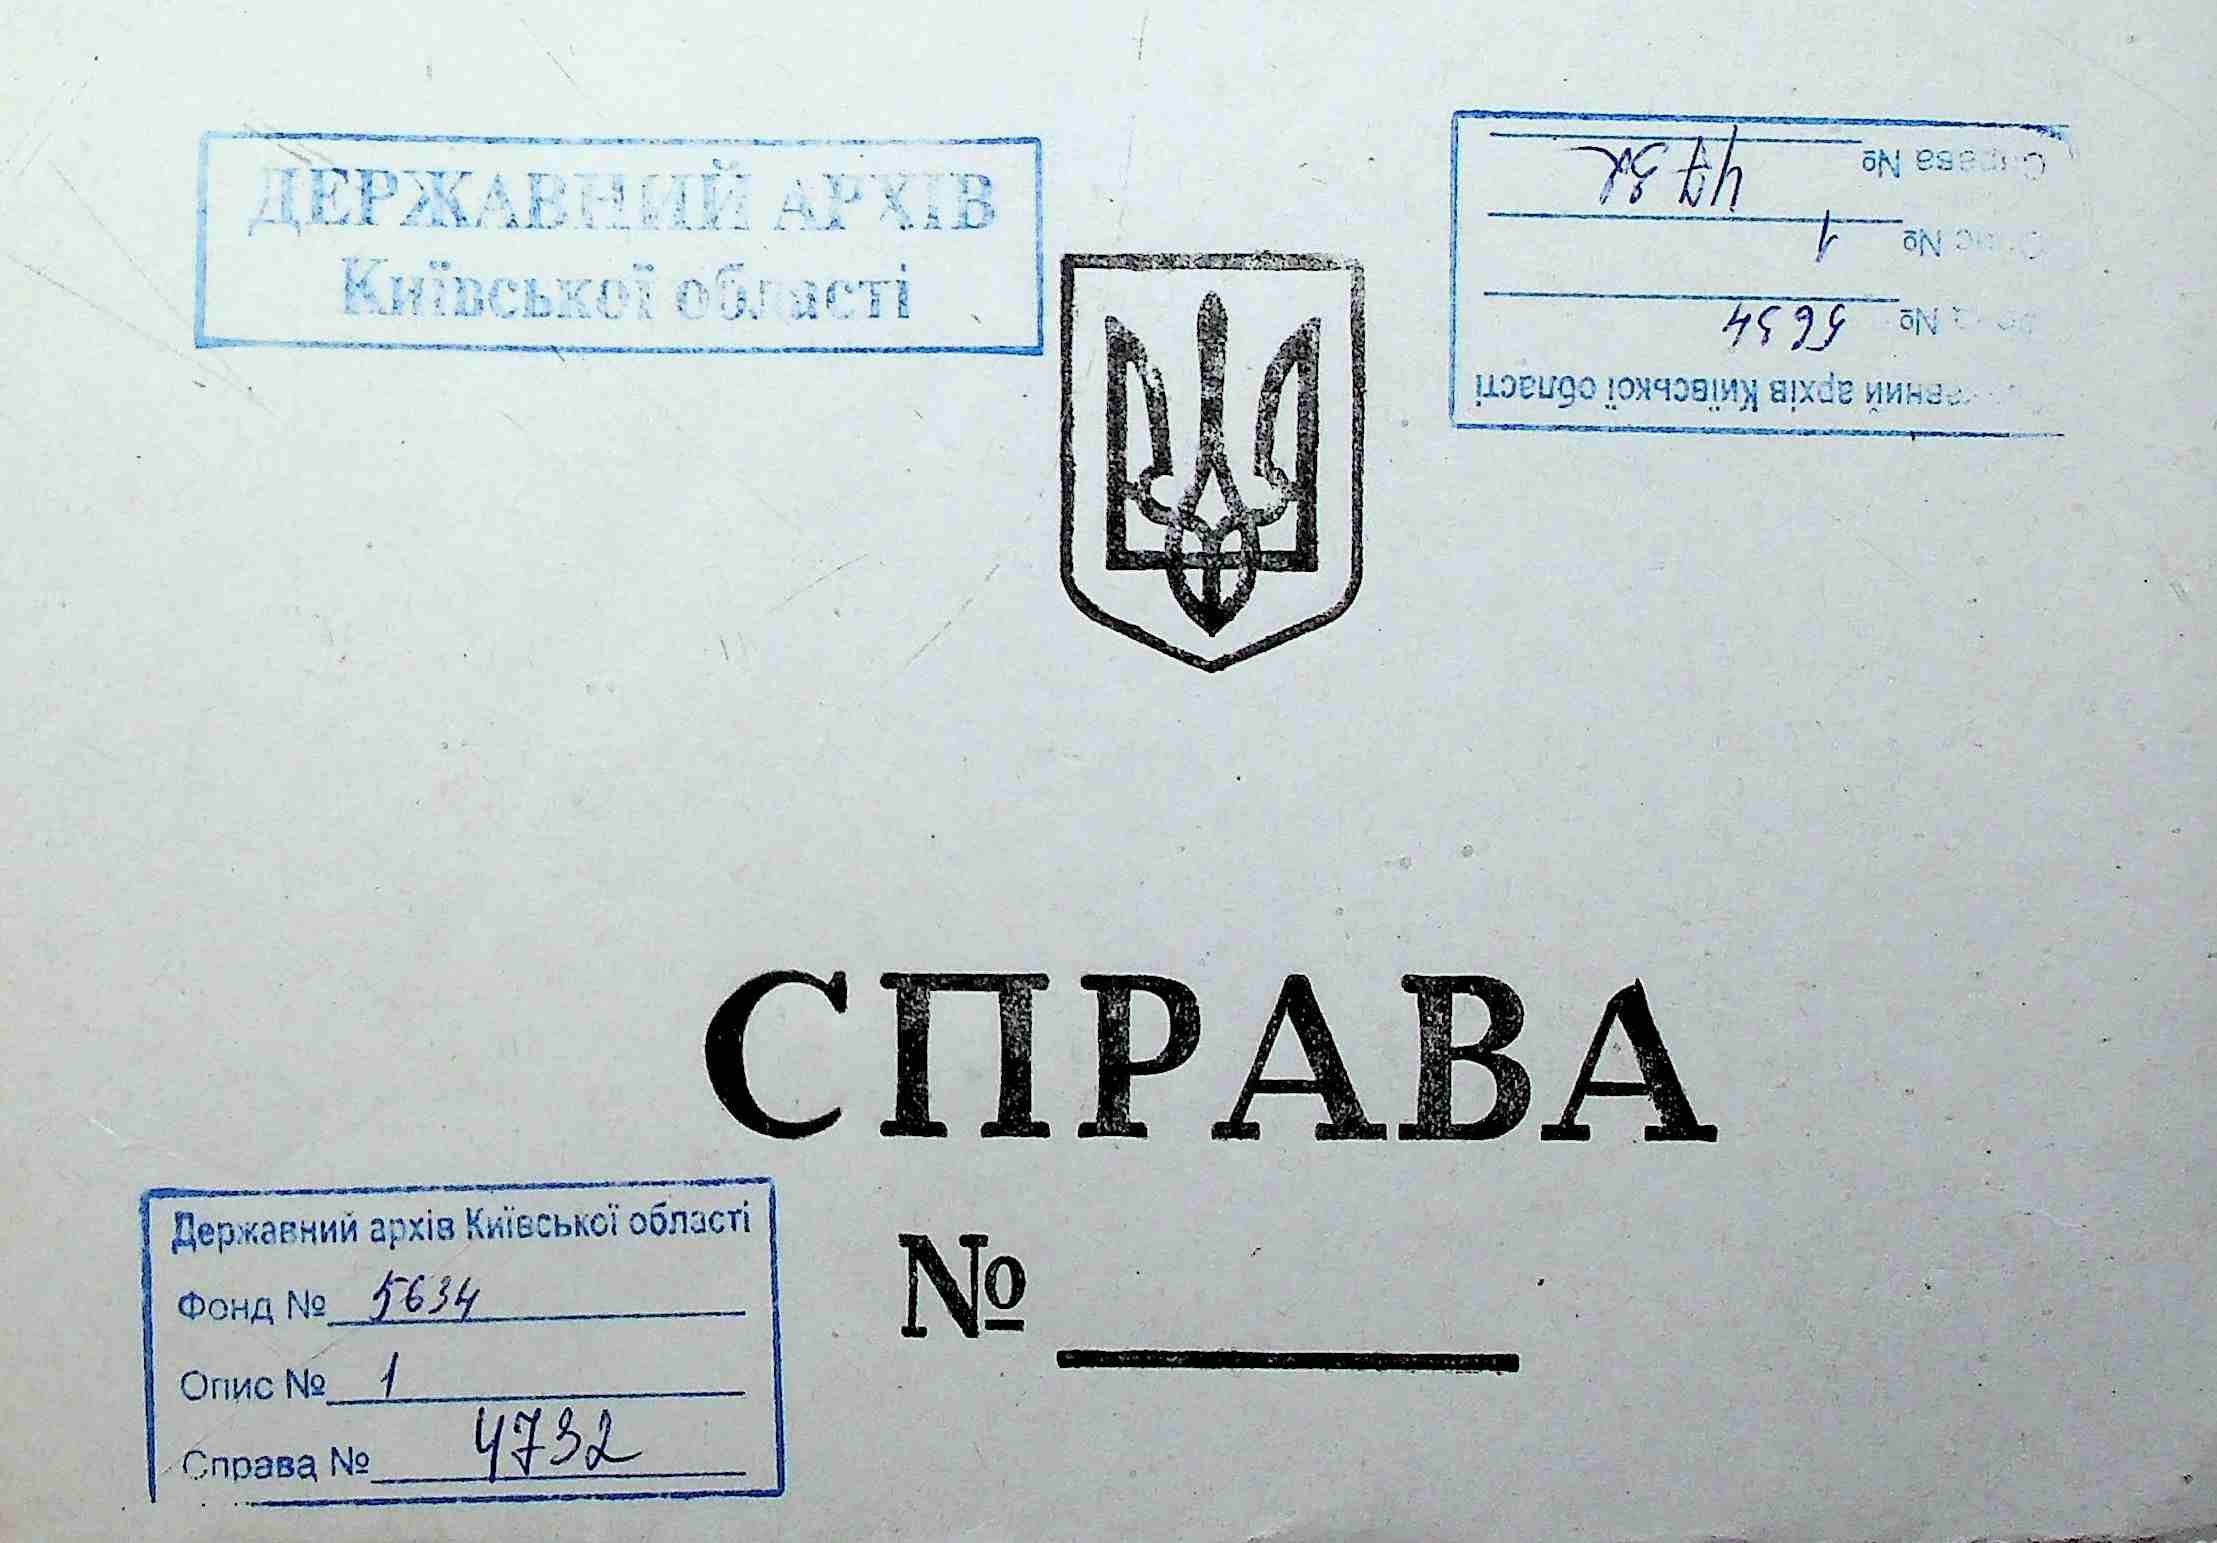 ДЕРЖАВНИЙ АРХІВ
Київської області
Державний архів Київської області
Фонд № 5634
Опис № 1
Справа № 4732
СПРАВА
№
Державний архів Київської області
Фонд № 5634
Опис № 1
Справа № 4732